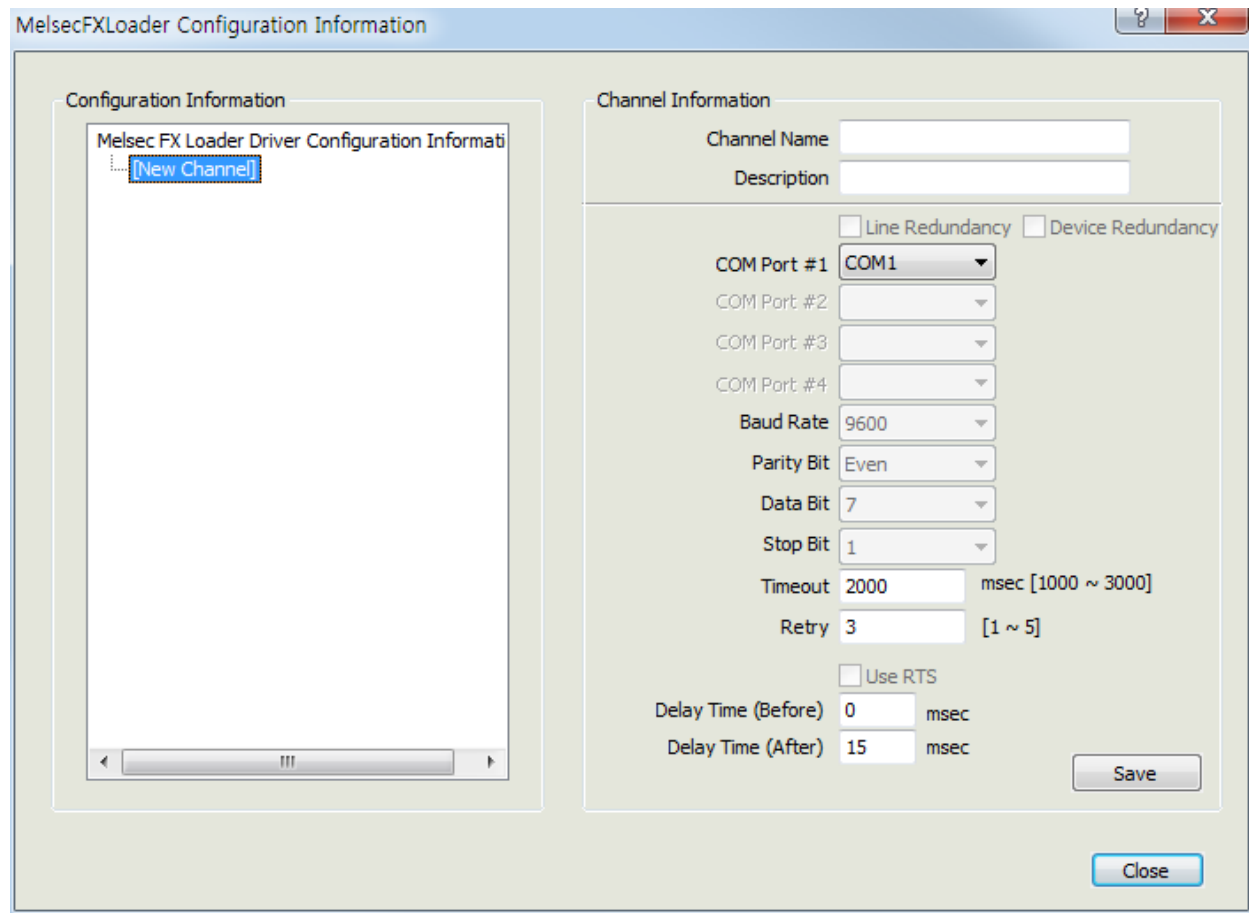 MelsecFXLoader Configuration Information
?
X
Configuration Information
Melsec FX Loader Driver Configuration Informati
[New Channel]
Channel Information
Channel Name
Description
Line Redundancy Device Redundancy
COM Port #1 COM1
COM Port #2
COM Port #3
COM Port #4
Baud Rate 9600
Parity Bit Even
Data Bit 7
Stop Bit 1
Timeout 2000 msec [1000 ~ 3000]
Retry 3 [1 ~ 5]
Use RTS
Delay Time (Before) 0 msec
Delay Time (After) 15 msec
Save
Close